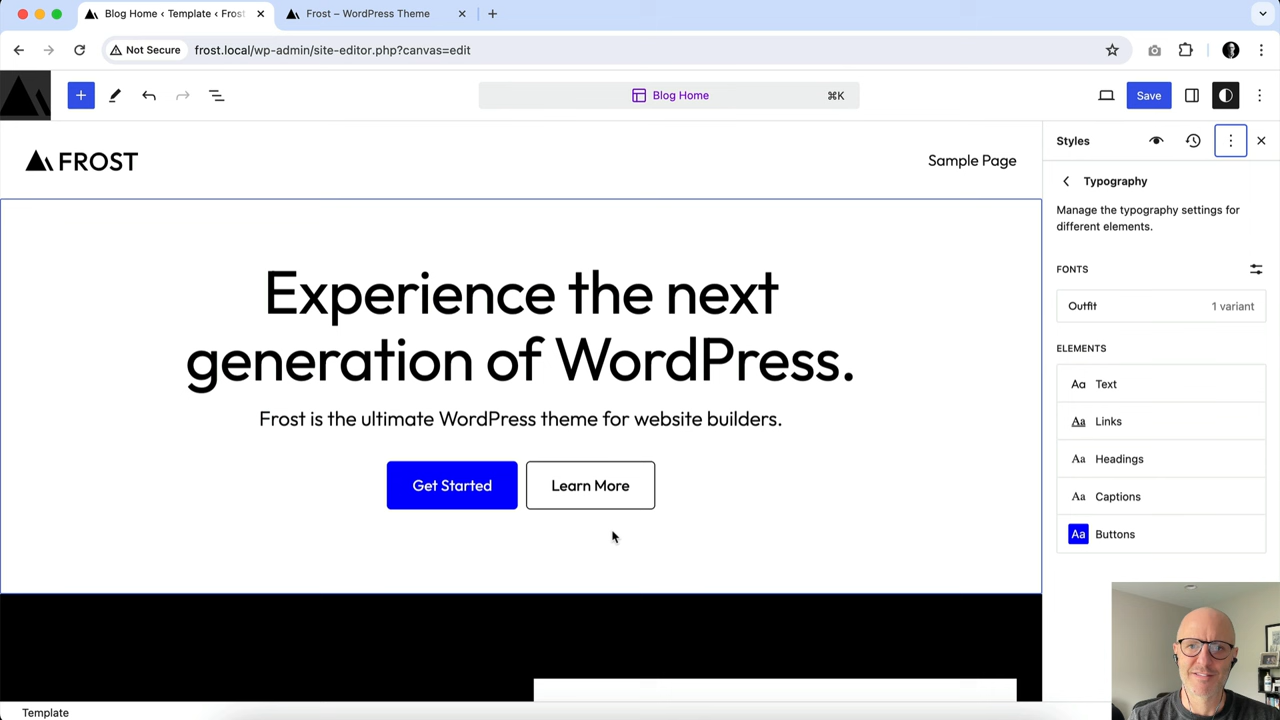 Blog Home ‹ Template ‹ Frost
Frost – WordPress Theme
Not Secure
frost.local/wp-admin/site-editor.php?canvas=edit
Blog Home
⌘K
Save
FROST
Sample Page
Styles
Typography
Manage the typography settings for
different elements.
FONTS
Outfit
1 variant
ELEMENTS
Aa Text
Aa Links
Aa Headings
Aa Captions
Aa Buttons
Experience the next
generation of WordPress.
Frost is the ultimate WordPress theme for website builders.
Get Started
Learn More
Template